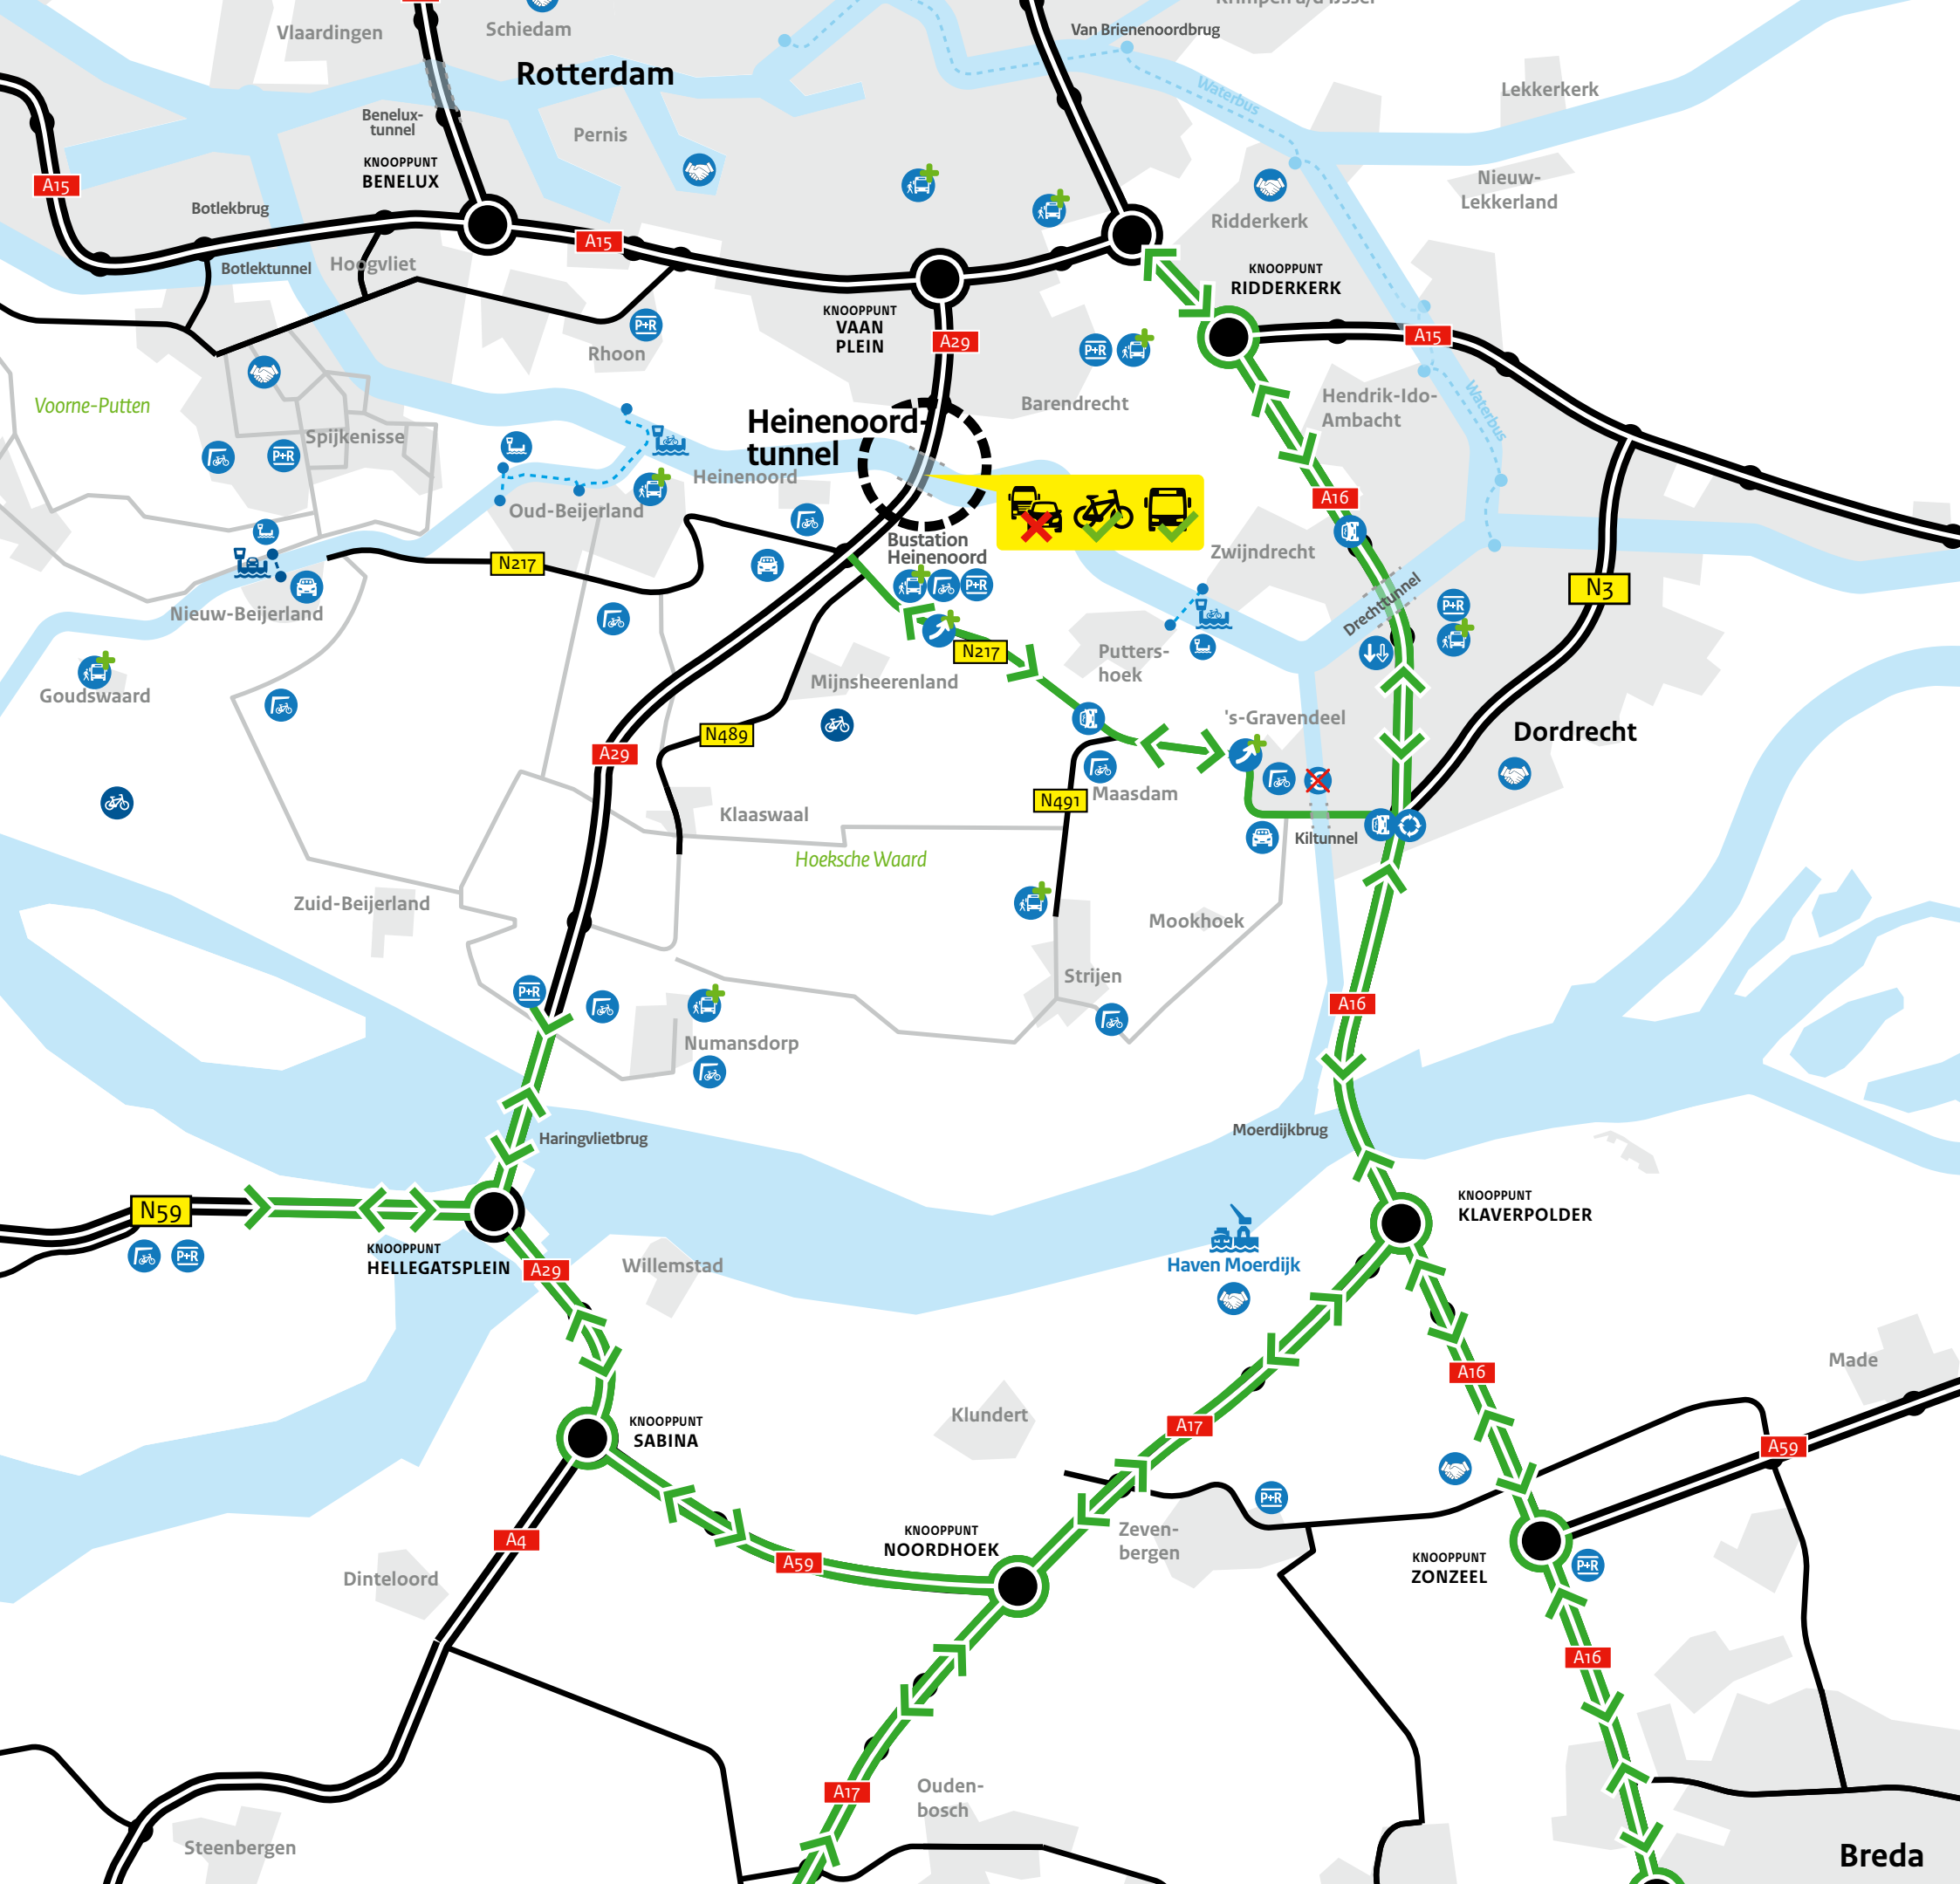 Krimpen a/d IJssel
Vlaardingen
Schiedam
Van Brienenoordbrug
Rotterdam
Lekkerkerk
Waterbus
Benelux-
tunnel
Pernis
KNOOPPUNT
BENELUX
A15
Nieuw-
Lekkerland
Botlekbrug
Ridderkerk
A15
Botlektunnel
Hoogvliet
KNOOPPUNT
RIDDERKERK
KNOOPPUNT
VAAN
PLEIN
P+R
A29
A15
Rhoon
P+R
Voorne-Putten
Barendrecht
Hendrik-Ido-
Ambacht
Waterbus
Heinenoord-
tunnel
Spijkenisse
P+R
Heinenoord
A16
Oud-Beijerland
Bustation
Heinenoord
Zwijndrecht
N217
P+R
N3
Drechttunnel
P+R
Nieuw-Beijerland
N217
Putters-
hoek
Goudswaard
Mijnsheerenland
's-Gravendeel
N489
Dordrecht
A29
N491
Maasdam
Klaaswaal
Kiltunnel
Hoeksche Waard
Zuid-Beijerland
Mookhoek
Strijen
P+R
A16
Numansdorp
Haringvlietbrug
Moerdijkbrug
N59
KNOOPPUNT
KLAVERPOLDER
P+R
KNOOPPUNT
HELLEGATSPLEIN
A29
Willemstad
Haven Moerdijk
A16
Made
Klundert
A17
KNOOPPUNT
SABINA
A59
P+R
A4
KNOOPPUNT
NOORDHOEK
Zeven-
bergen
A59
KNOOPPUNT
ZONZEEL
P+R
Dinteloord
A16
A17
Ouden-
bosch
Steenbergen
Breda